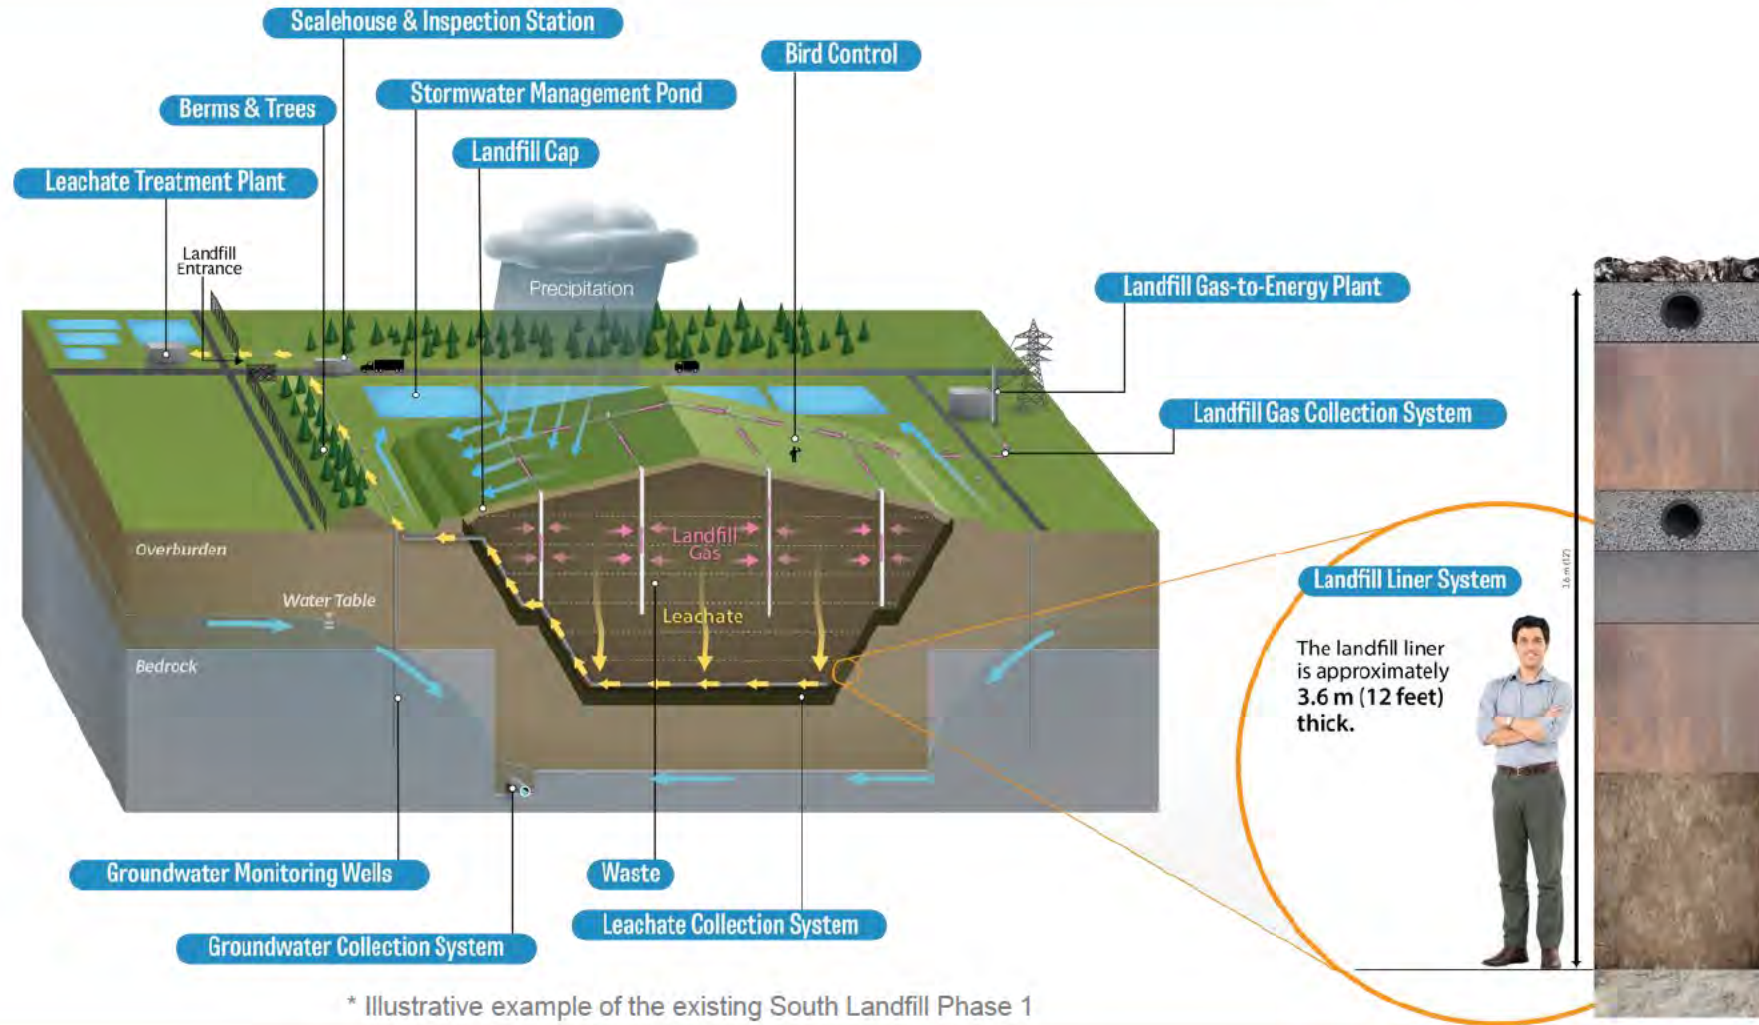 Scalehouse & Inspection Station
Bird Control
Stormwater Management Pond
Berms & Trees
Landfill Cap
Leachate Treatment Plant
Landfill
Entrance
Precipitation
Landfill Gas-to-Energy Plant
Landfill Gas Collection System
Overburden
Landfill
Gas
Water Table
Leachate
Bedrock
3.6 m (12')
Landfill Liner System
The landfill liner
is approximately
3.6 m (12 feet)
thick.
Groundwater Monitoring Wells
Waste
Leachate Collection System
Groundwater Collection System
* Illustrative example of the existing South Landfill Phase 1